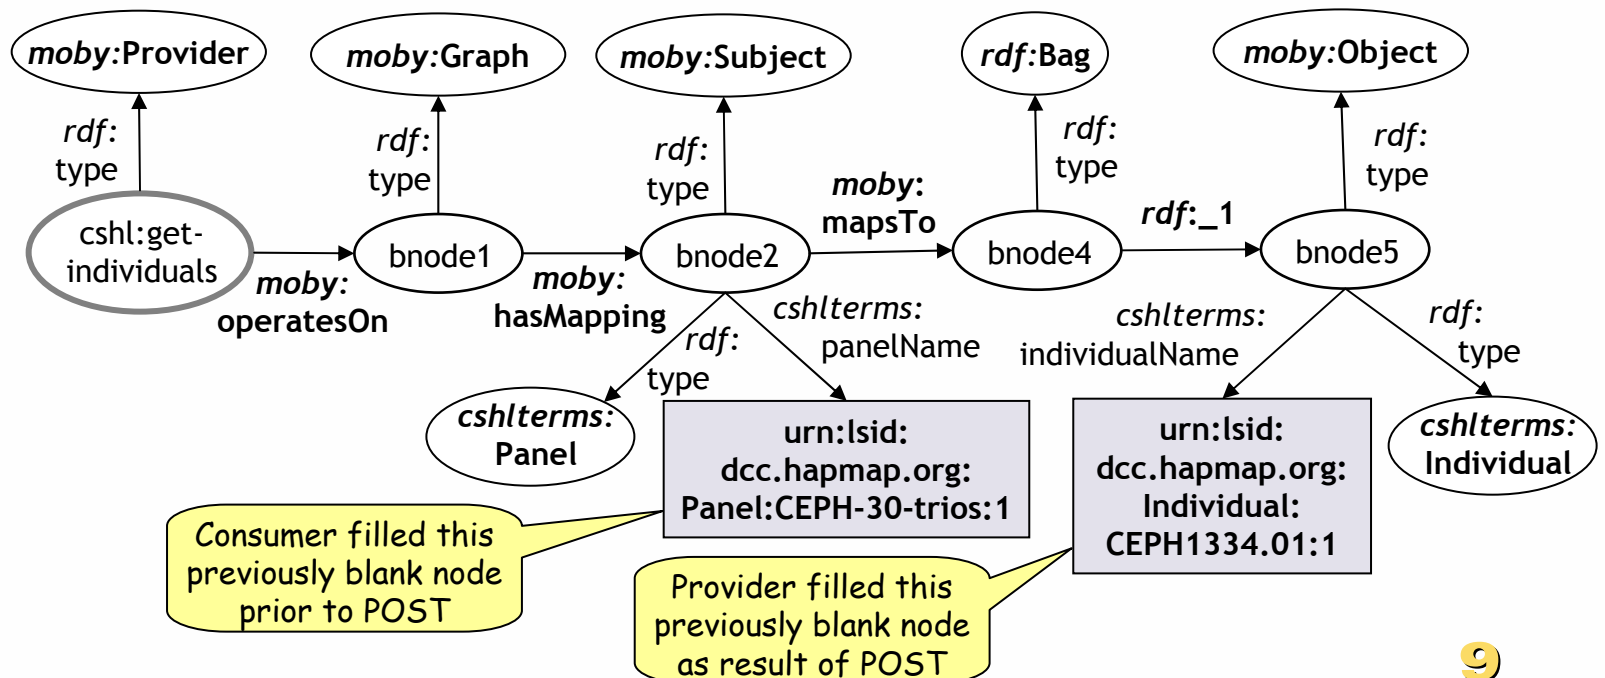 moby:Provider
moby:Graph
moby:Subject
rdf:Bag
moby:Object
rdf:
type
rdf:
type
rdf:
type
rdf:
type
rdf:
type
cshl:get-
individuals
moby:
operatesOn
bnode1
moby:
hasMapping
bnode2
moby:
mapsTo
bnode4
rdf:_1
bnode5
rdf:
type
cshlterms:
panelName
cshlterms:
individualName
rdf:
type
cshlterms:
Panel
urn:lsid:
dcc.hapmap.org:
Panel:CEPH-30-trios:1
urn:lsid:
dcc.hapmap.org:
Individual:
CEPH1334.01:1
cshlterms:
Individual
Consumer filled this
previously blank node
prior to POST
Provider filled this
previously blank node
as result of POST
9